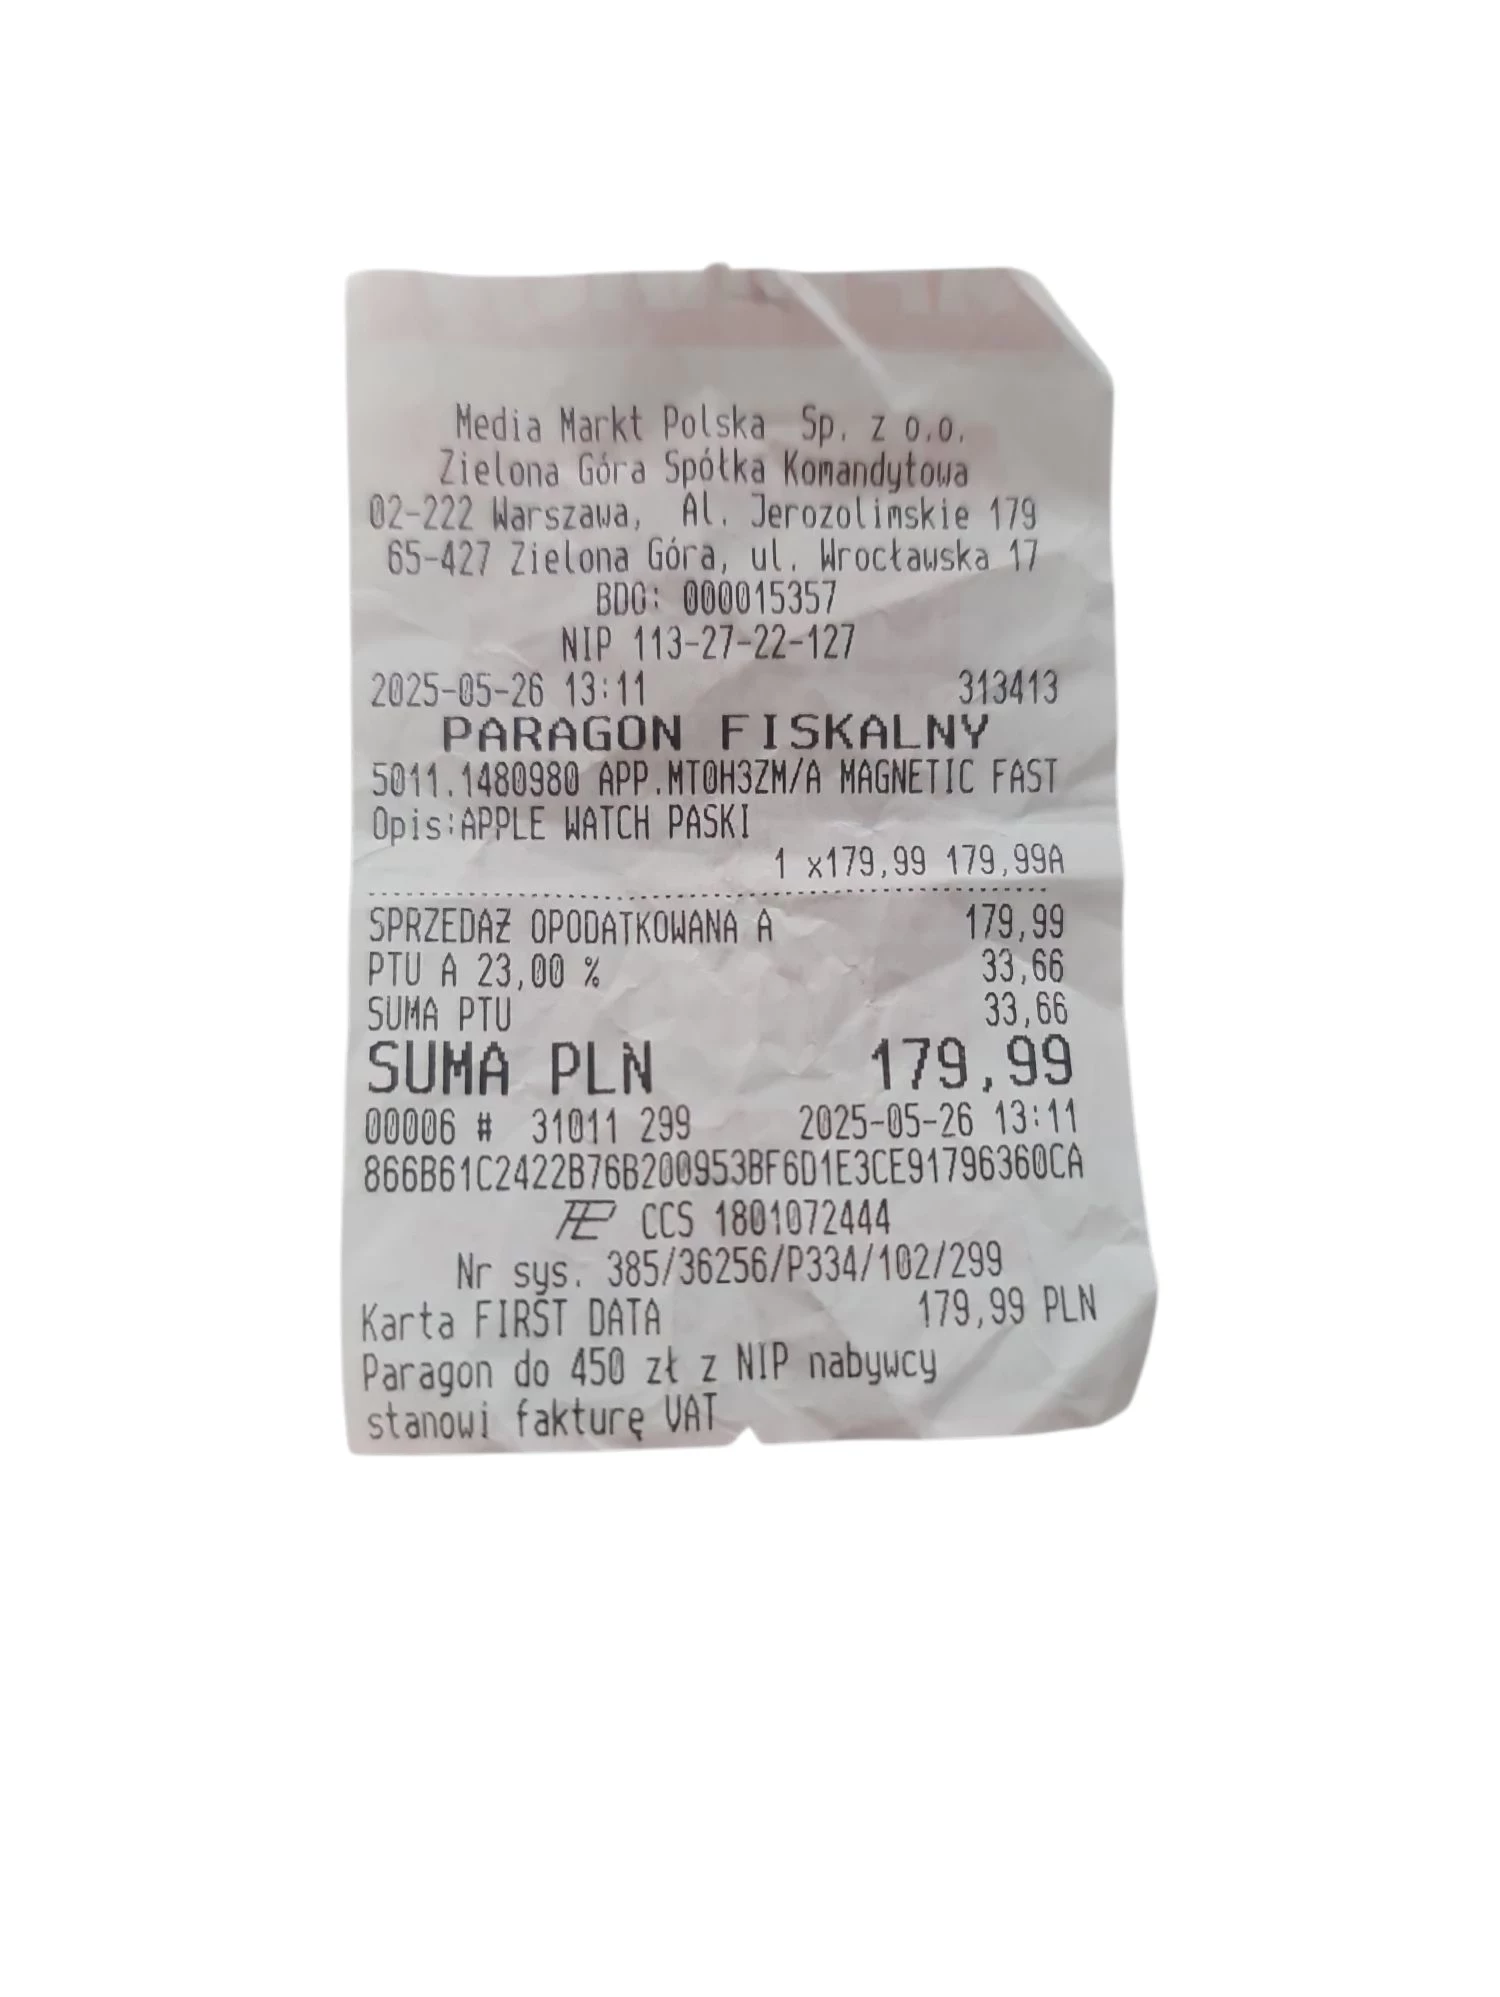 Media Markt Polska Sp. z o.o.
Zielona Góra Spółka Komandytowa
02-222 Warszawa, Al. Jerozolimskie 179
65-427 Zielona Góra, ul. Wrocławska 17
BDO: 000015357
NIP 113-27-22-127
2025-05-26 13:11 313413
PARAGON FISKALNY
5011.1480980 APP.MT0H3ZM/A MAGNETIC FAST
Opis:APPLE WATCH PASKI
1 x179,99 179,99A
SPRZEDAŻ OPODATKOWANA A 179,99
PTU A 23,00 % 33,66
SUMA PTU 33,66
SUMA PLN 179,99
00006 # 31011 299 2025-05-26 13:11
866B61C2422B76B200953BF6D1E3CE91796360CA
CCS 1801072444
Nr sys. 385/36256/P334/102/299
Karta FIRST DATA 179,99 PLN
Paragon do 450 zł z NIP nabywcy
stanowi fakturę VAT